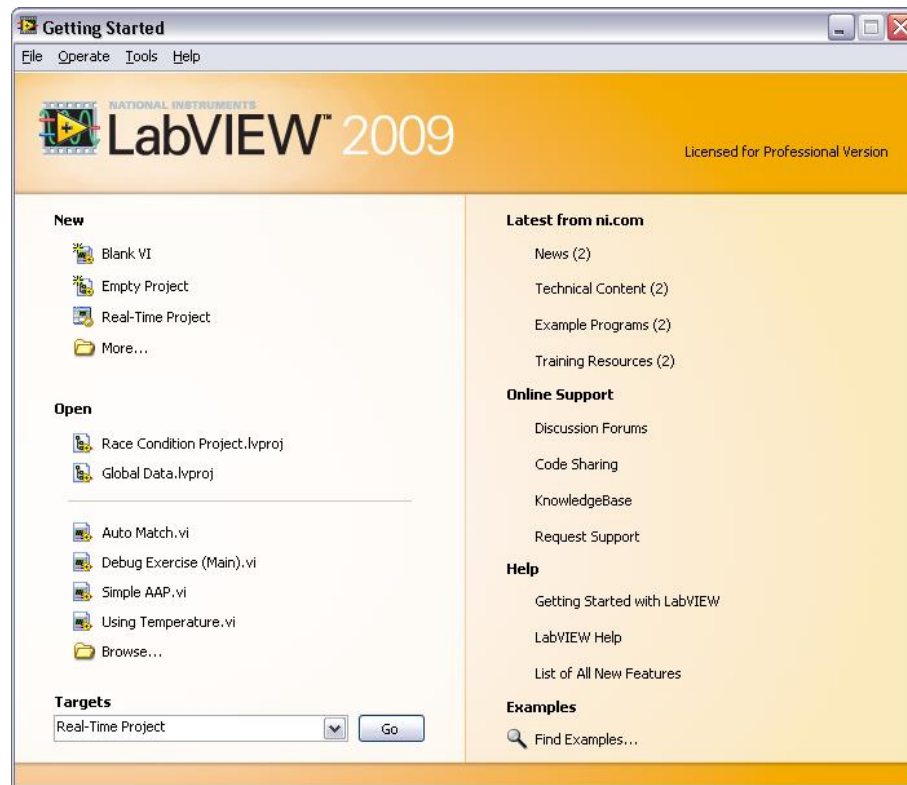 Getting Started
File Operate Tools Help
NATIONAL INSTRUMENTS
LabVIEW™ 2009
Licensed for Professional Version
New
Blank VI
Empty Project
Real-Time Project
More...
Open
Race Condition Project.lvproj
Global Data.lvproj
Auto Match.vi
Debug Exercise (Main).vi
Simple AAP.vi
Using Temperature.vi
Browse...
Targets
Real-Time Project
Go
Latest from ni.com
News (2)
Technical Content (2)
Example Programs (2)
Training Resources (2)
Online Support
Discussion Forums
Code Sharing
KnowledgeBase
Request Support
Help
Getting Started with LabVIEW
LabVIEW Help
List of All New Features
Examples
Find Examples...